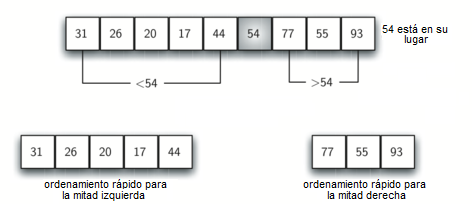 31 26 20 17 44 54 77 55 93
54 está en su
lugar
<54
>54
31 26 20 17 44
77 55 93
ordenamiento rápido para
la mitad izquierda
ordenamiento rápido para
la mitad derecha